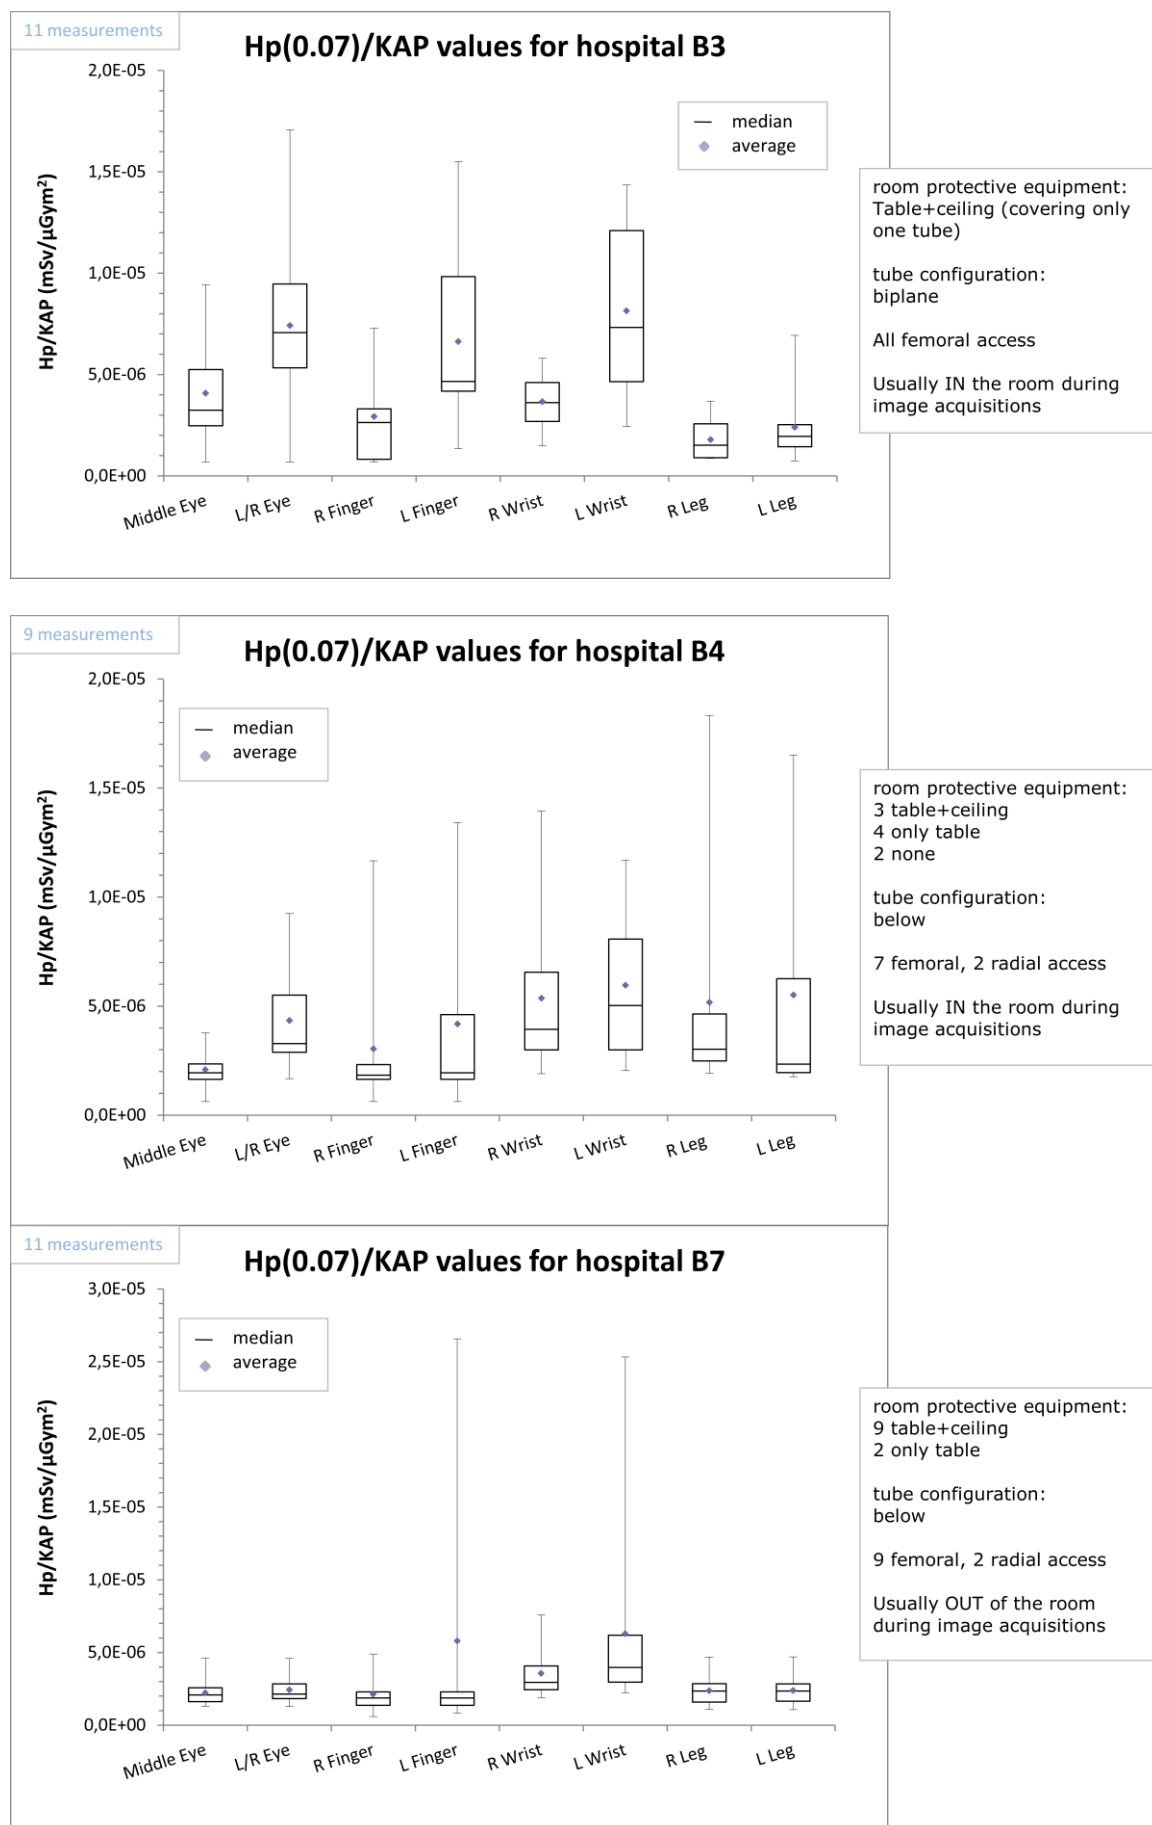 11 measurements
Hp(0.07)/KAP values for hospital B3
2,0E-05
1,5E-05
1,0E-05
5,0E-06
0,0E+00
Hp/KAP (mSv/µGym²)
median
average
Middle Eye
L/R Eye
R Finger
L Finger
R Wrist
L Wrist
R Leg
L Leg
room protective equipment:
Table+ceiling (covering only
one tube)
tube configuration:
biplane
All femoral access
Usually IN the room during
image acquisitions
9 measurements
Hp(0.07)/KAP values for hospital B4
2,0E-05
1,5E-05
1,0E-05
5,0E-06
0,0E+00
Hp/KAP (mSv/µGym²)
median
average
Middle Eye
L/R Eye
R Finger
L Finger
R Wrist
L Wrist
R Leg
L Leg
room protective equipment:
3 table+ceiling
4 only table
2 none
tube configuration:
below
7 femoral, 2 radial access
Usually IN the room during
image acquisitions
11 measurements
Hp(0.07)/KAP values for hospital B7
3,0E-05
2,5E-05
2,0E-05
1,5E-05
1,0E-05
5,0E-06
0,0E+00
Hp/KAP (mSv/µGym²)
median
average
Middle Eye
L/R Eye
R Finger
L Finger
R Wrist
L Wrist
R Leg
L Leg
room protective equipment:
9 table+ceiling
2 only table
tube configuration:
below
9 femoral, 2 radial access
Usually OUT of the room
during image acquisitions